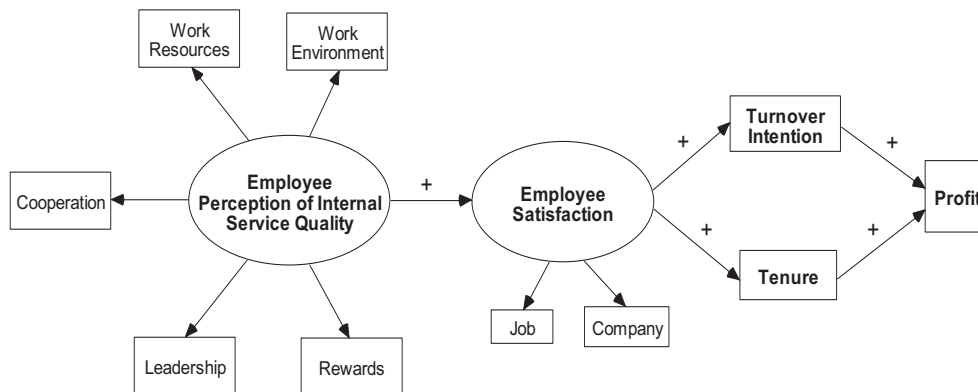 Work
Resources
Work
Environment
Turnover
Intention
+
+
Cooperation
Employee
Perception of Internal
Service Quality
+
Employee
Satisfaction
Profit
+
+
Tenure
Job
Company
Leadership
Rewards